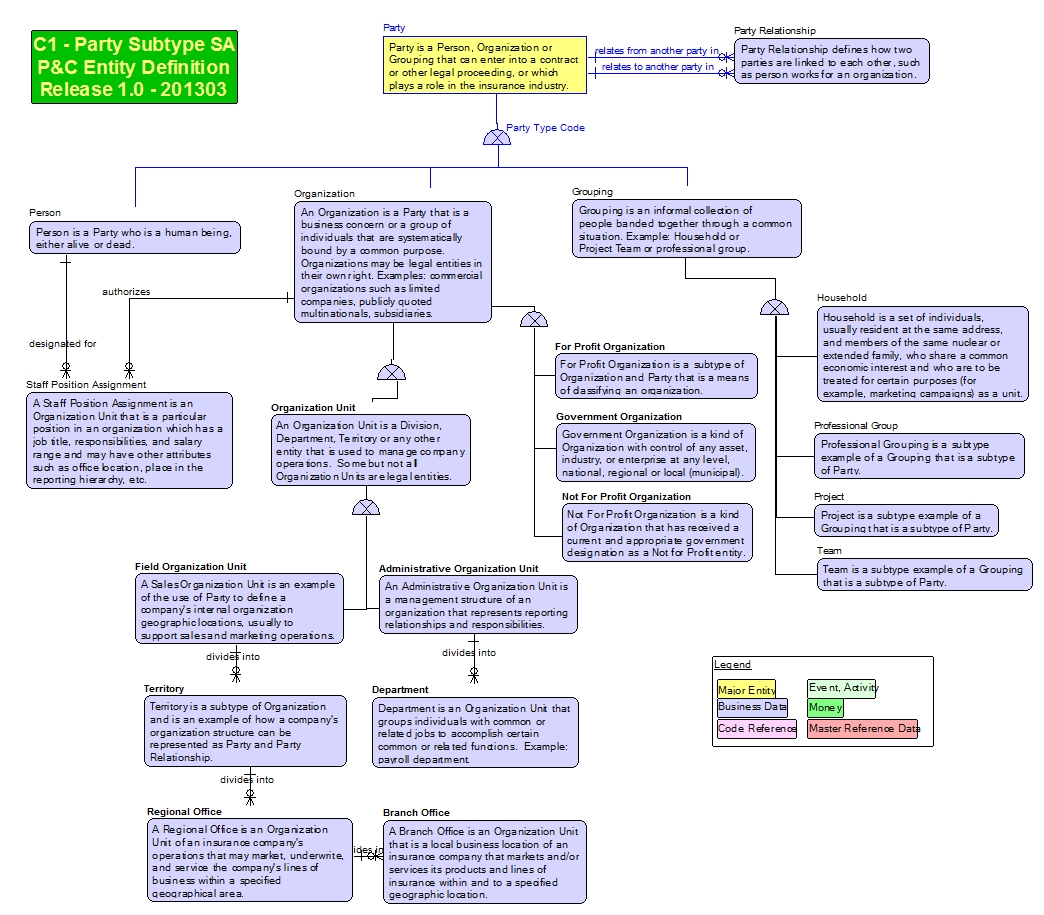 C1 - Party Subtype SA
P&C Entity Definition
Release 1.0 - 201303
Party
Party is a Person, Organization or
Grouping that can enter into a contract
or other legal proceeding, or which
plays a role in the insurance industry.
relates from another party in
relates to another party in
Party Relationship
Party Relationship defines how two
parties are linked to each other, such
as person works for an organization.
Party Type Code
Person
Person is a Party who is a human being,
either alive or dead.
Organization
An Organization is a Party that is a
business concern or a group of
individuals that are systematically
bound by a common purpose.
Organizations may be legal entities in
their own right. Examples: commercial
organizations such as limited
companies, publicly quoted
multinationals, subsidiaries.
Grouping
Grouping is an informal collection of
people banded together through a common
situation. Example: Household or
Project Team or professional group.
authorizes
designated for
Staff Position Assignment
A Staff Position Assignment is an
Organization Unit that is a particular
position in an organization which has a
job title, responsibilities, and salary
range and may have other attributes
such as office location, place in the
reporting hierarchy, etc.
Organization Unit
An Organization Unit is a Division,
Department, Territory or any other
entity that is used to manage company
operations. Some but not all
Organization Units are legal entities.
For Profit Organization
For Profit Organization is a subtype of
Organization and Party that is a means
of classifying an organization.
Government Organization
Government Organization is a kind of
Organization with control of any asset,
industry, or enterprise at any level,
national, regional or local (municipal).
Not For Profit Organization
Not For Profit Organization is a kind
of Organization that has received a
current and appropriate government
designation as a Not for Profit entity.
Household
Household is a set of individuals,
usually resident at the same address,
and members of the same nuclear or
extended family, who share a common
economic interest and who are to be
treated for certain purposes (for
example, marketing campaigns) as a unit.
Professional Group
Professional Grouping is a subtype
example of a Grouping that is a subtype
of Party.
Project
Project is a subtype example of a
Grouping that is a subtype of Party.
Team
Team is a subtype example of a Grouping
that is a subtype of Party.
Field Organization Unit
A Sales Organization Unit is an example
of the use of Party to define a
company's internal organization
geographic locations, usually to
support sales and marketing operations.
Administrative Organization Unit
An Administrative Organization Unit is
a management structure of an
organization that represents reporting
relationships and responsibilities.
divides into
divides into
Territory
Territory is a subtype of Organization
and is an example of how a company's
organization structure can be
represented as Party and Party
Relationship.
Department
Department is an Organization Unit that
groups individuals with common or
related jobs to accomplish certain
common or related functions. Example:
payroll department.
divides into
Regional Office
A Regional Office is an Organization
Unit of an insurance company's
operations that may market, underwrite,
and service the company's lines of
business within a specified
geographical area.
ides in
Branch Office
A Branch Office is an Organization Unit
that is a local business location of an
insurance company that markets and/or
services its products and lines of
insurance within and to a specified
geographic location.
Legend
Major Entity
Event, Activity
Business Data
Money
Code Reference
Master Reference Data